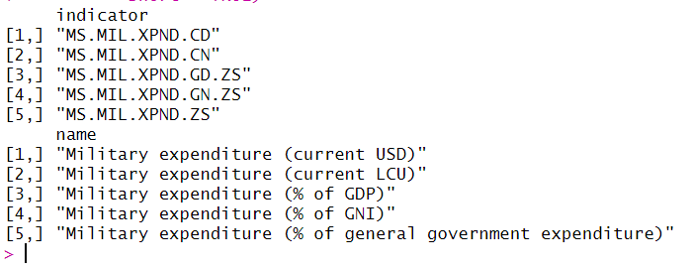 indicator
[1,] "MS.MIL.XPND.CD"
[2,] "MS.MIL.XPND.CN"
[3,] "MS.MIL.XPND.GD.ZS"
[4,] "MS.MIL.XPND.GN.ZS"
[5,] "MS.MIL.XPND.ZS"
name
[1,] "Military expenditure (current USD)"
[2,] "Military expenditure (current LCU)"
[3,] "Military expenditure (% of GDP)"
[4,] "Military expenditure (% of GNI)"
[5,] "Military expenditure (% of general government expenditure)"
>